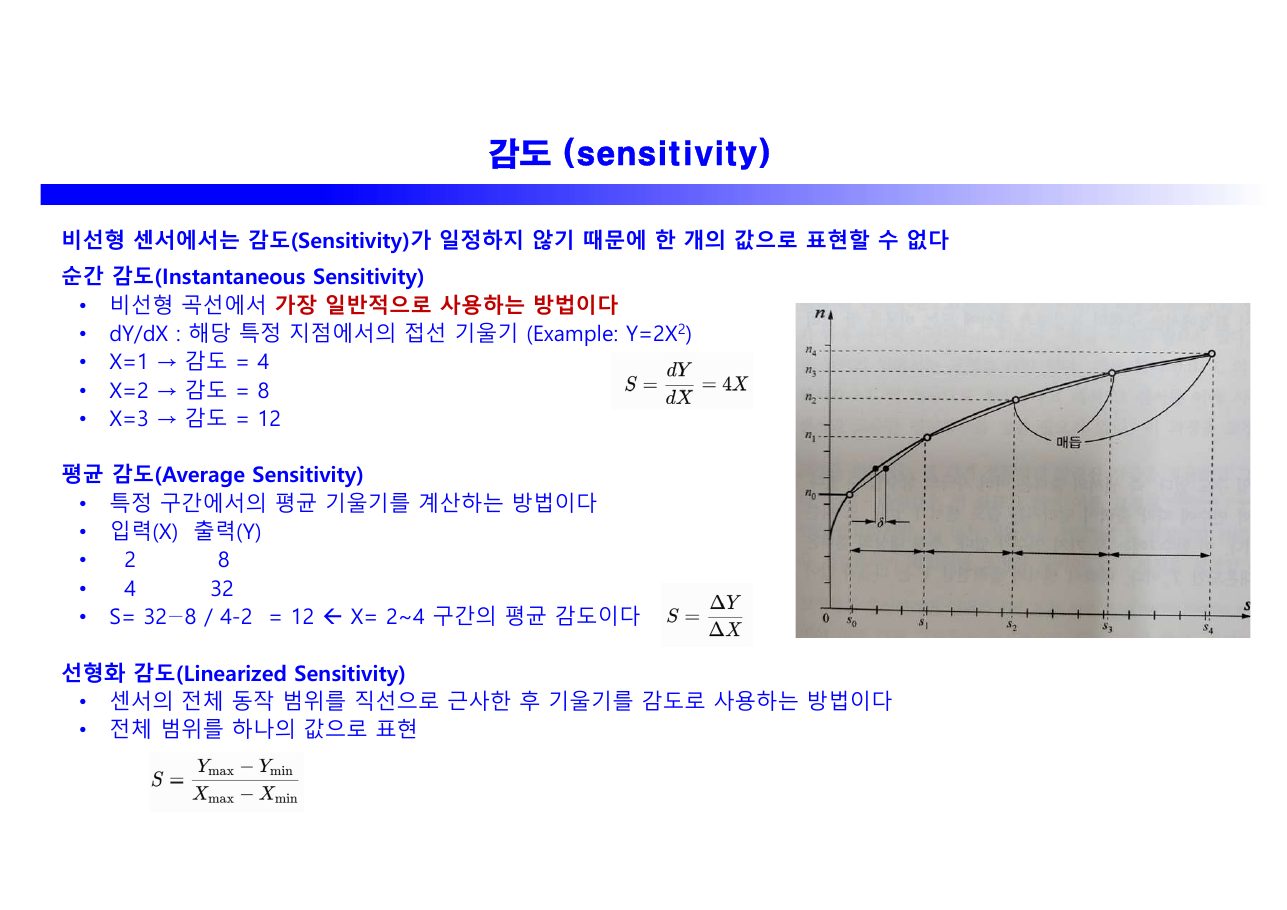 감도 (sensitivity)
비선형 센서에서는 감도(Sensitivity)가 일정하지 않기 때문에 한 개의 값으로 표현할 수 없다
순간 감도(Instantaneous Sensitivity)
• 비선형 곡선에서 가장 일반적으로 사용하는 방법이다
• dY/dX : 해당 특정 지점에서의 접선 기울기 (Example: Y=2X²)
• X=1 → 감도 = 4
• X=2 → 감도 = 8
• X=3 → 감도 = 12
S = dY/dX = 4X
평균 감도(Average Sensitivity)
• 특정 구간에서의 평균 기울기를 계산하는 방법이다
• 입력(X) 출력(Y)
• 2 8
• 4 32
• S= 32−8 / 4-2 = 12 ← X= 2~4 구간의 평균 감도이다
S = ΔY/ΔX
선형화 감도(Linearized Sensitivity)
• 센서의 전체 동작 범위를 직선으로 근사한 후 기울기를 감도로 사용하는 방법이다
• 전체 범위를 하나의 값으로 표현
S = (Ymax − Ymin)/(Xmax − Xmin)
n
n4
n3
n2
n1
n0
매듭
δ
0 s0 s1 s2 s3 s4
s